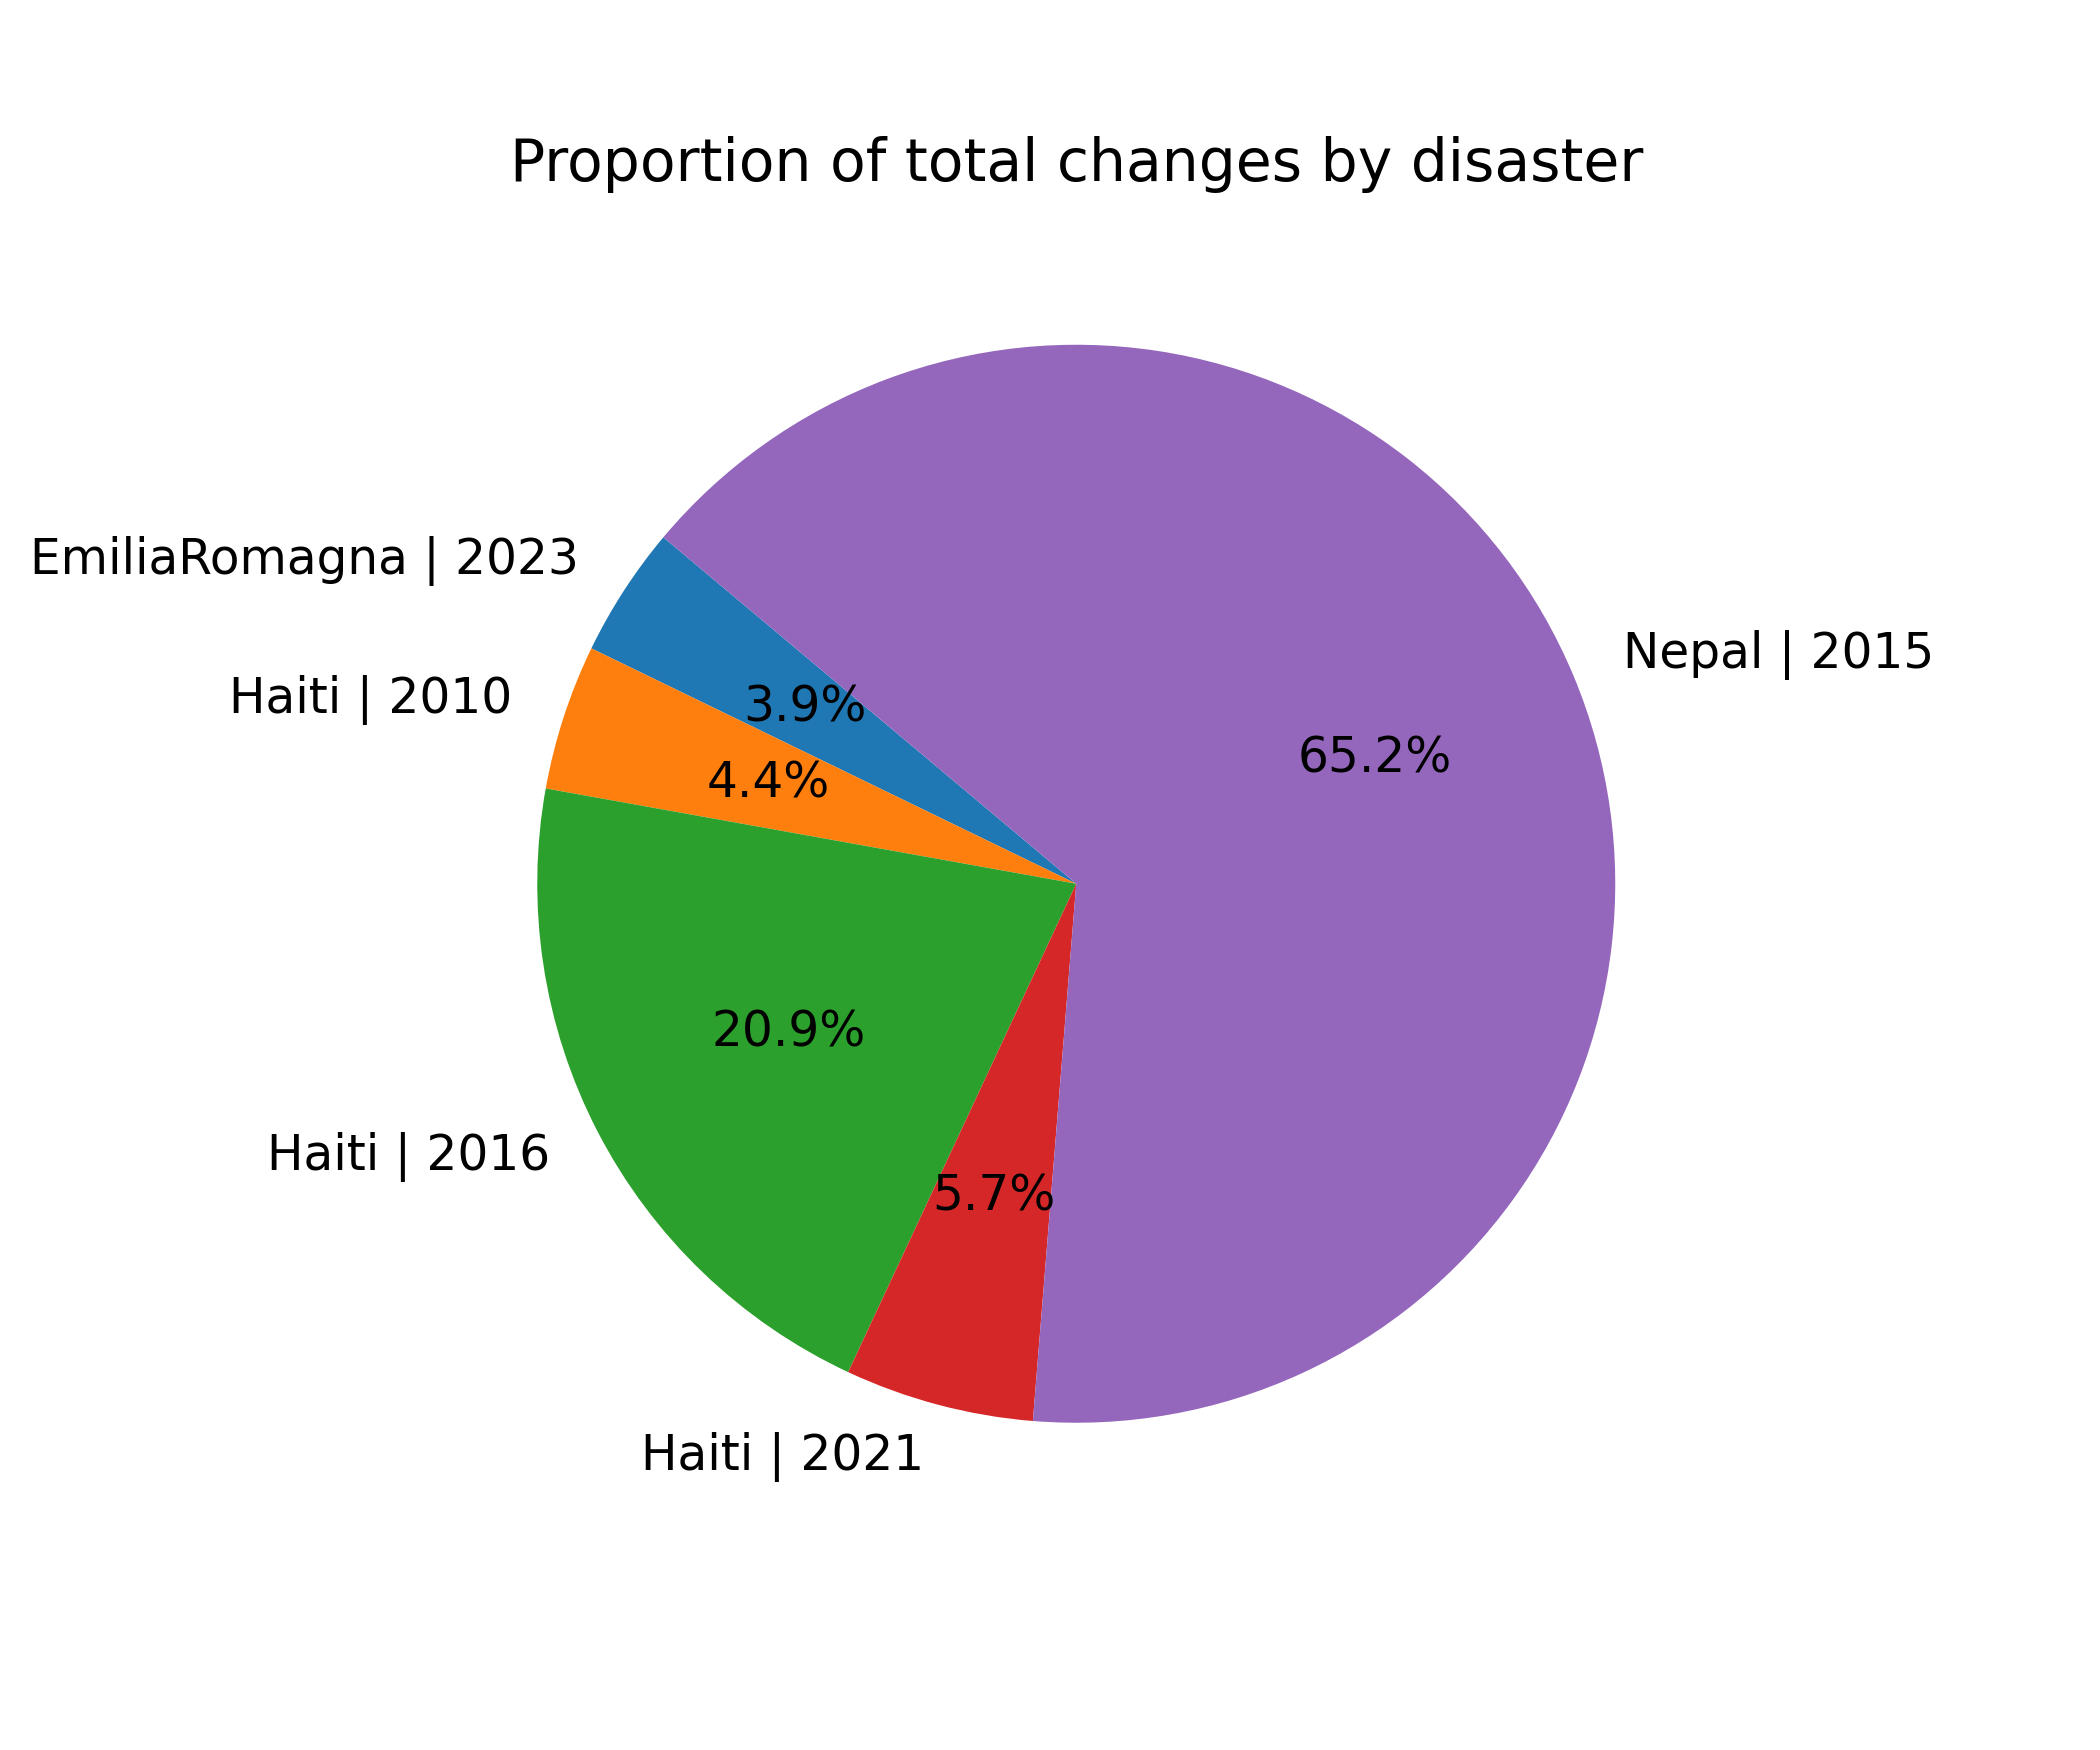 Proportion of total changes by disaster
EmiliaRomagna | 2023
Nepal | 2015
Haiti | 2010
3.9%
65.2%
4.4%
20.9%
Haiti | 2016
5.7%
Haiti | 2021